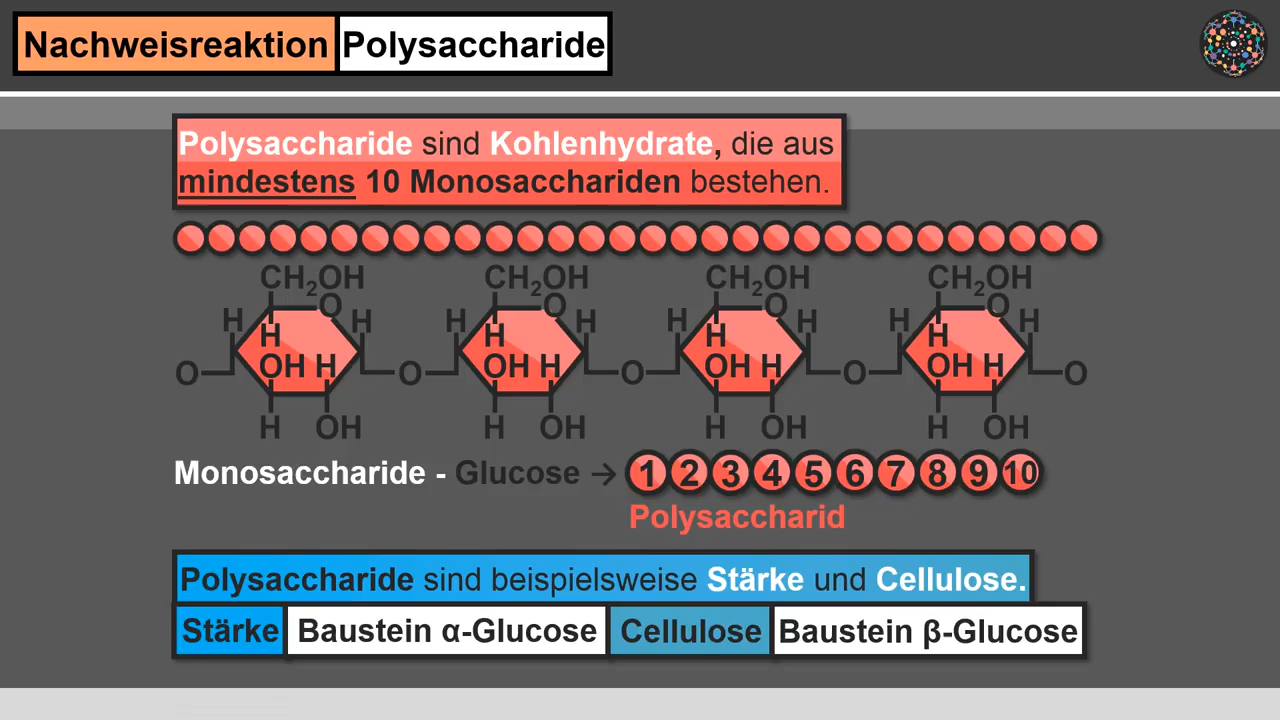 Nachweisreaktion Polysaccharide
Polysaccharide sind Kohlenhydrate, die aus
mindestens 10 Monosacchariden bestehen.
CH₂OH CH₂OH CH₂OH CH₂OH
O O O O
H H H H H H H H
H H H H
OH H OH H OH H OH H
O O O O O
H OH H OH H OH H OH
Monosaccharide - Glucose → 1 2 3 4 5 6 7 8 9 10
Polysaccharid
Polysaccharide sind beispielsweise Stärke und Cellulose.
Stärke Baustein α-Glucose Cellulose Baustein β-Glucose